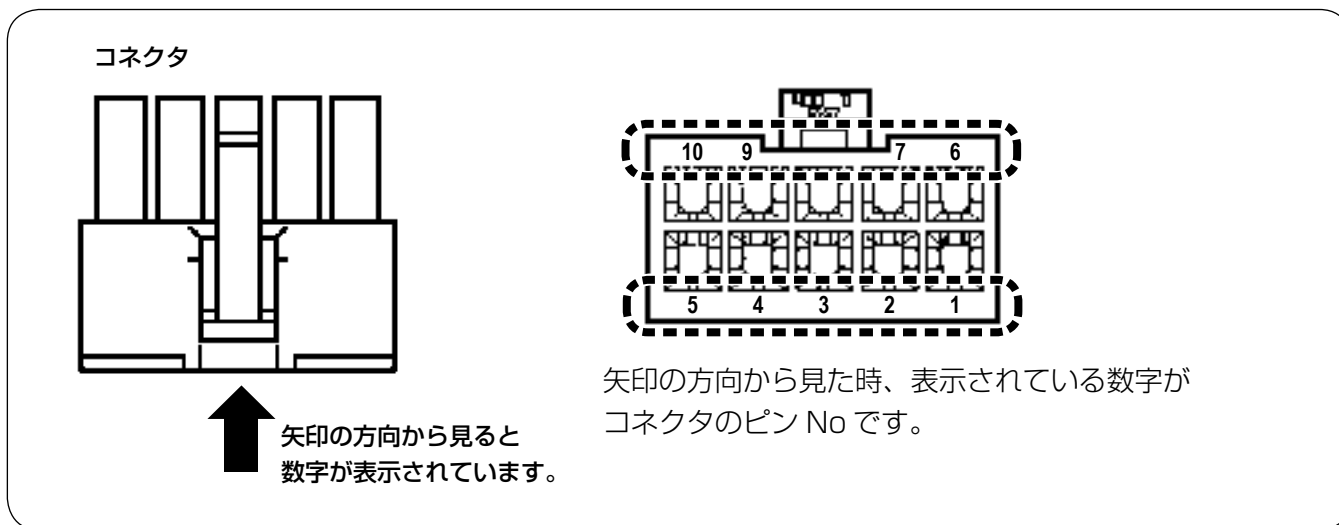 コネクタ
10 9 7 6
5 4 3 2 1
矢印の方向から見た時、表示されている数字が
コネクタのピン No です。
矢印の方向から見ると
数字が表示されています。